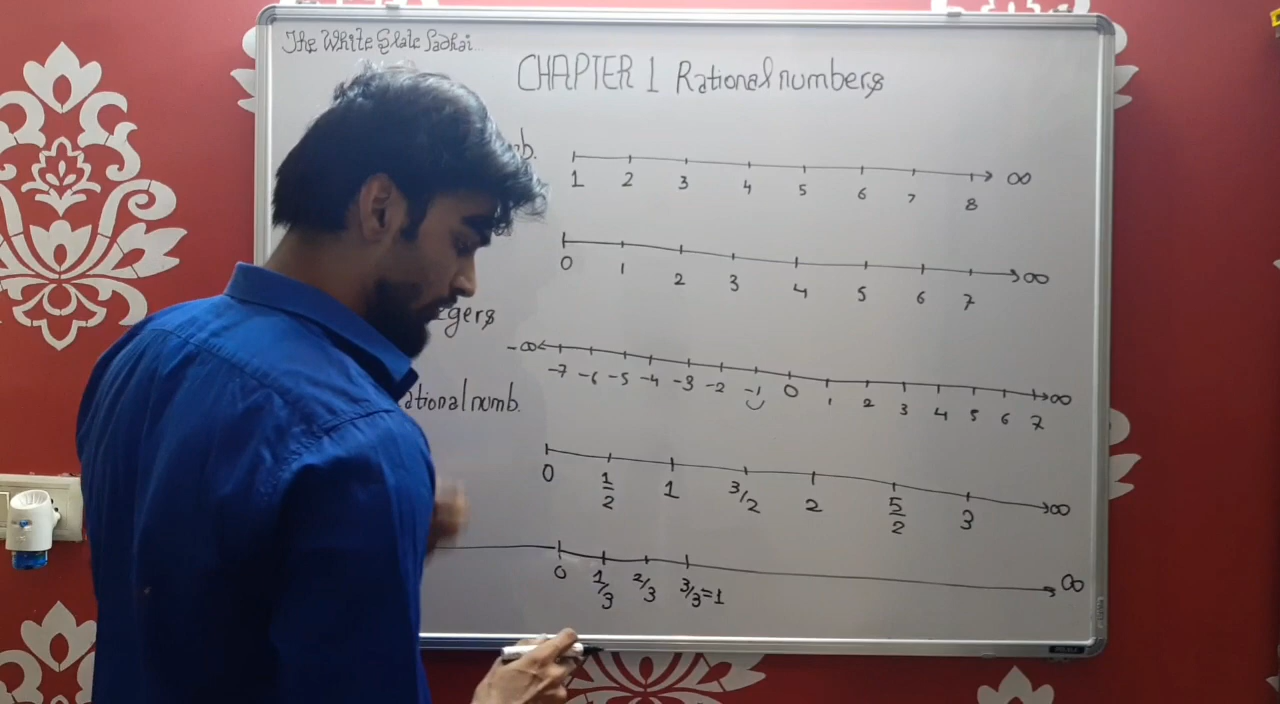 The White Slate Padhai...
CHAPTER 1 Rational numbers
b.
1 2 3 4 5 6 7 8 ∞
0 1 2 3 4 5 6 7 ∞
egers
-∞ -7 -6 -5 -4 -3 -2 -1 0 1 2 3 4 5 6 7 ∞
ational numb.
0 1/2 1 3/2 2 5/2 3 ∞
0 1/3 2/3 3/3=1 ∞